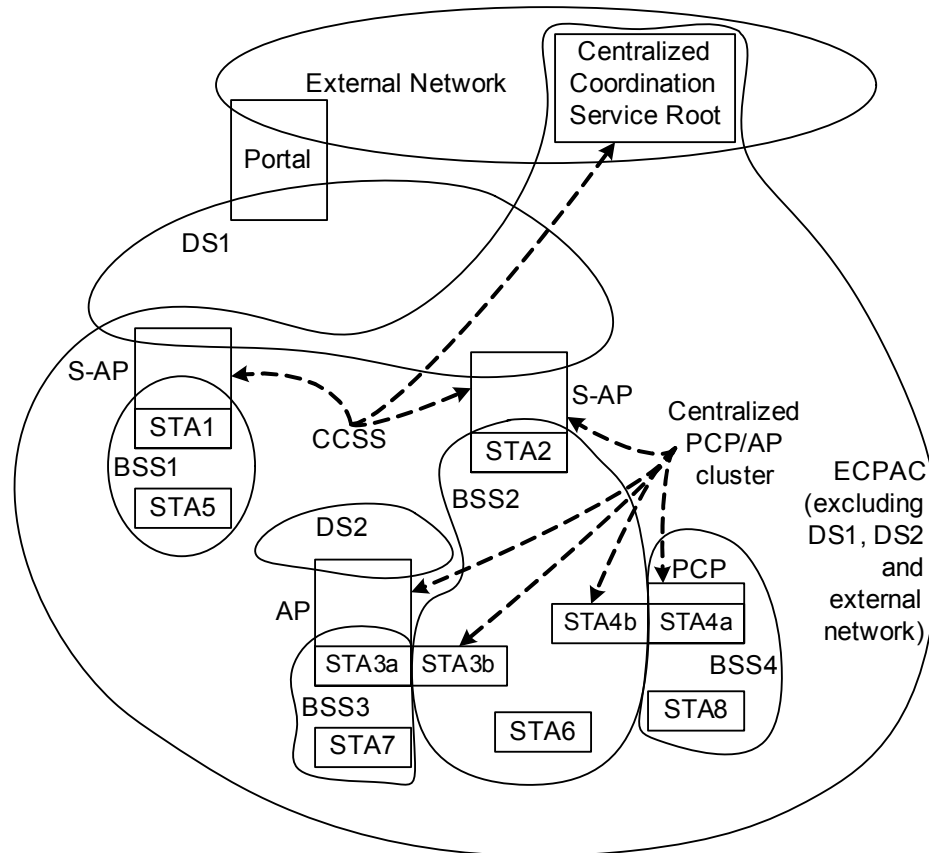 Centralized
Coordination
Service Root
External Network
Portal
DS1
S-AP
STA1
BSS1
STA5
CCSS
S-AP
STA2
BSS2
Centralized
PCP/AP
cluster
ECPAC
(excluding
DS1, DS2
and
external
network)
DS2
AP
PCP
STA3a
STA3b
STA4b
STA4a
BSS3
BSS4
STA7
STA6
STA8